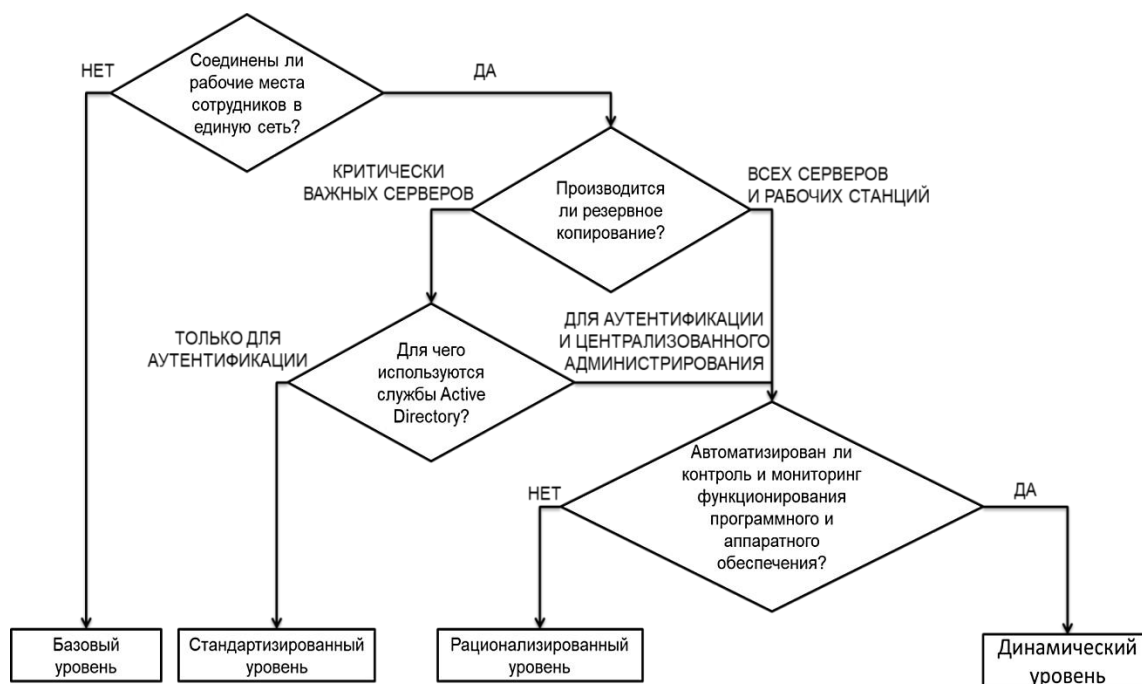 Соединены ли
рабочие места
сотрудников в
единую сеть?
НЕТ
ДА
КРИТИЧЕСКИ
ВАЖНЫХ СЕРВЕРОВ
Производится
ли резервное
копирование?
ВСЕХ СЕРВЕРОВ
И РАБОЧИХ СТАНЦИЙ
ТОЛЬКО ДЛЯ
АУТЕНТИФИКАЦИИ
Для чего
используются
службы Active
Directory?
ДЛЯ АУТЕНТИФИКАЦИИ
И ЦЕНТРАЛИЗОВАННОГО
АДМИНИСТРИРОВАНИЯ
Автоматизирован ли
контроль и мониторинг
функционирования
программного и
аппаратного
обеспечения?
НЕТ
ДА
Базовый
уровень
Стандартизированный
уровень
Рационализированный
уровень
Динамический
уровень